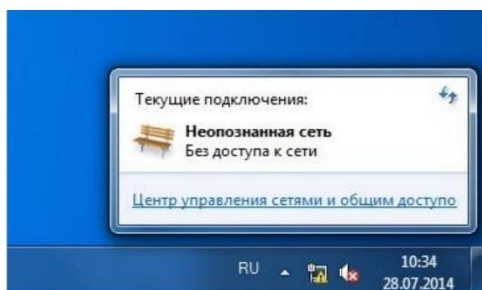 Текущие подключения:
Неопознанная сеть
Без доступа к сети
Центр управления сетями и общим доступо
RU
10:34
28.07.2014